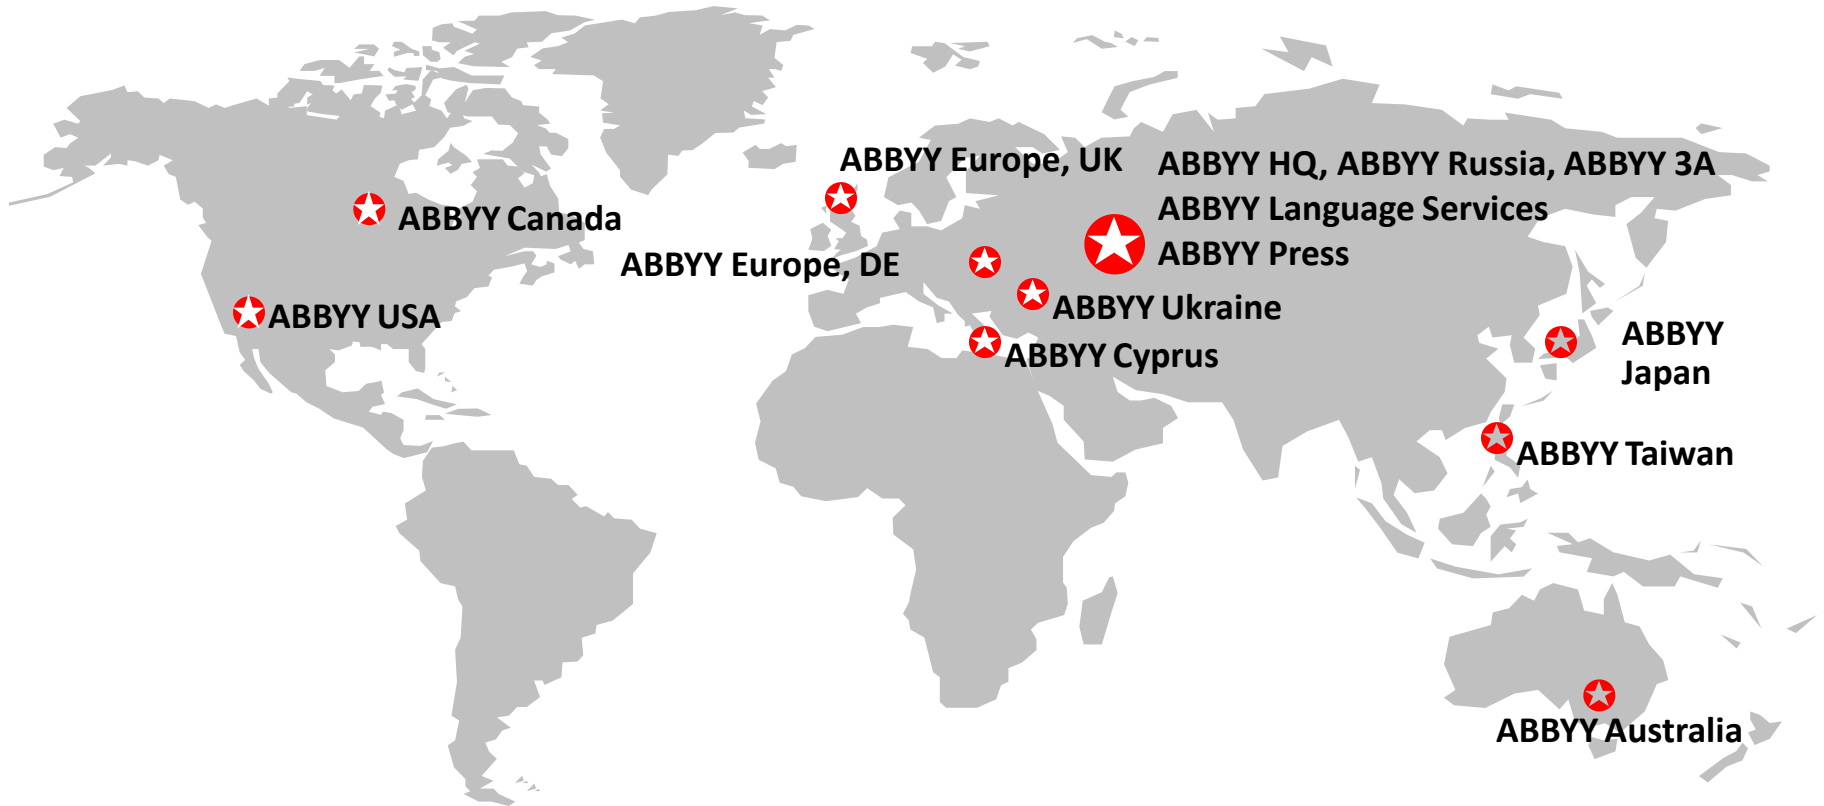 ABBYY Europe, UK
ABBYY HQ, ABBYY Russia, ABBYY 3A
ABBYY Language Services
ABBYY Press
ABBYY Canada
ABBYY Europe, DE
ABBYY Ukraine
ABBYY USA
ABBYY Cyprus
ABBYY
Japan
ABBYY Taiwan
ABBYY Australia